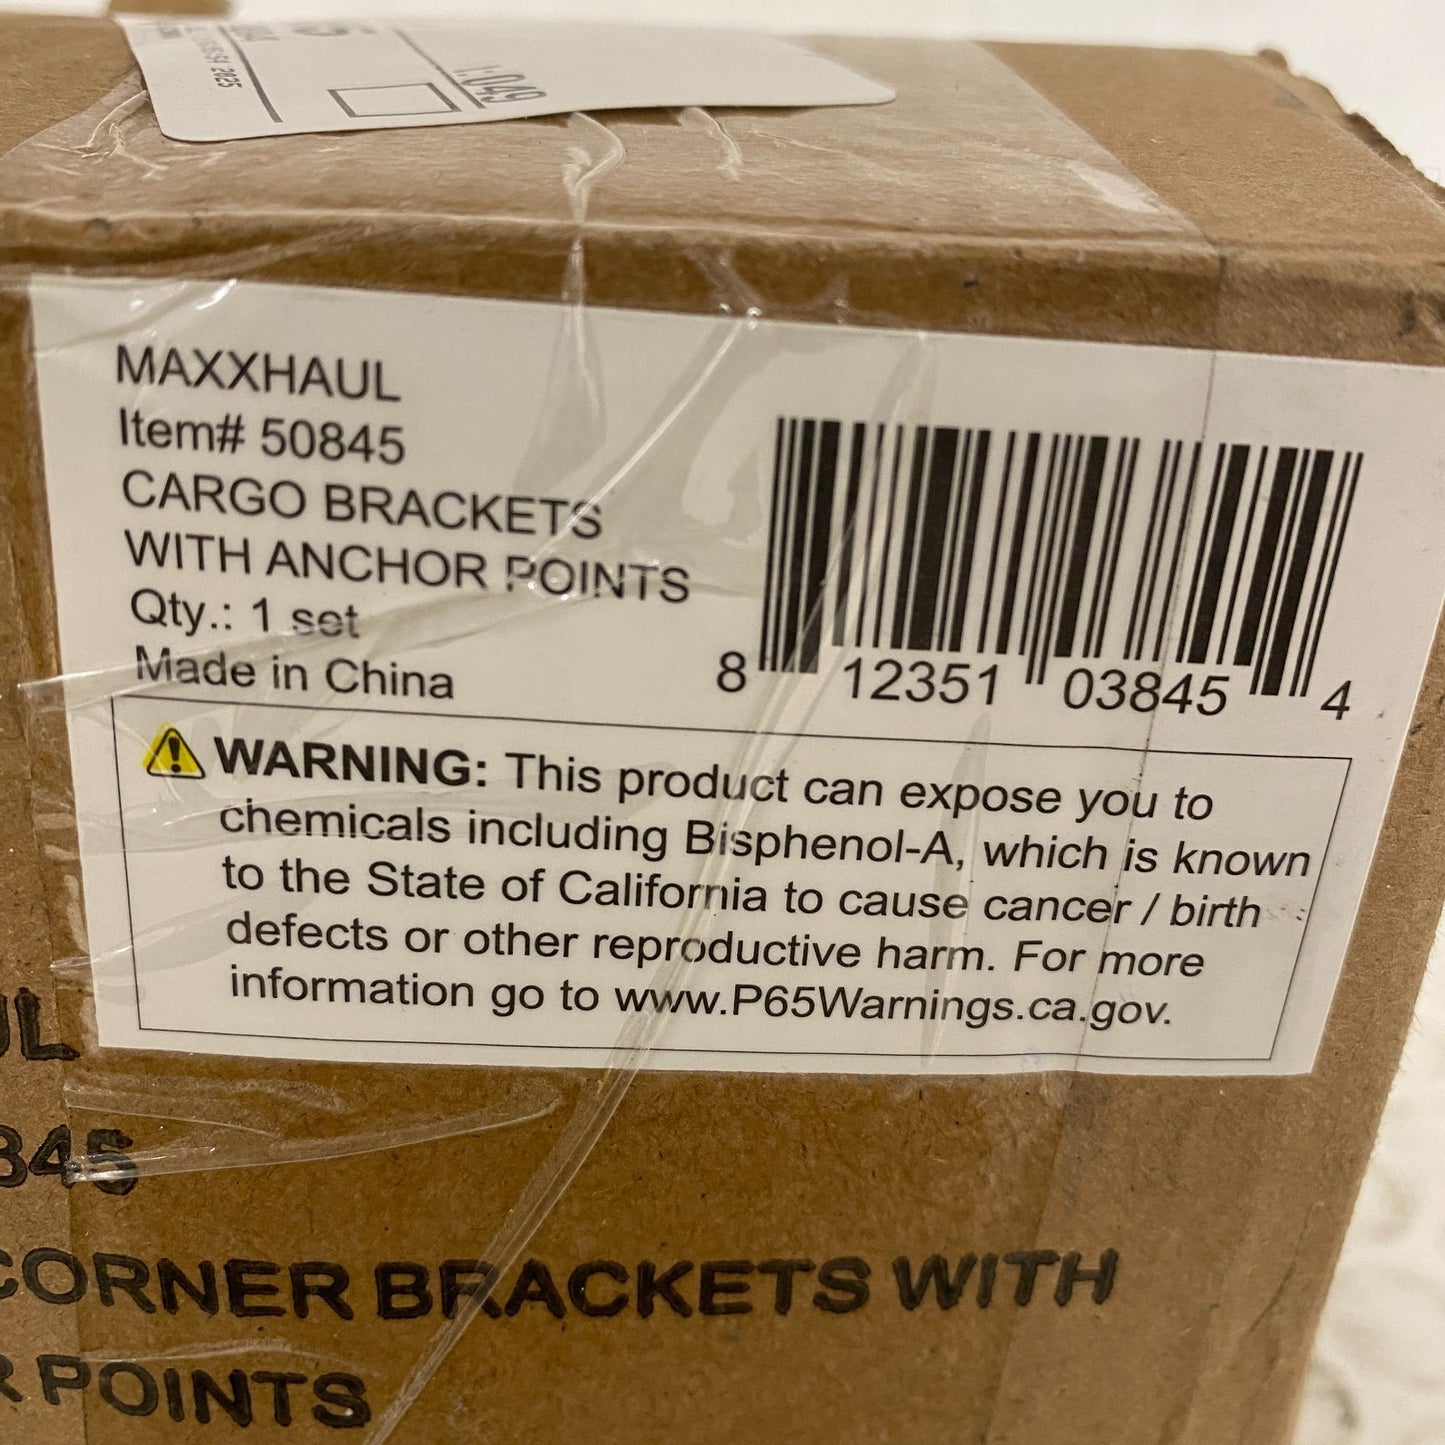 2025
1:049
MAXXHAUL
Item# 50845
CARGO BRACKETS
WITH ANCHOR POINTS
Qty.: 1 set
Made in China
8 12351 03845 4
WARNING: This product can expose you to
chemicals including Bisphenol-A, which is known
to the State of California to cause cancer / birth
defects or other reproductive harm. For more
information go to www.P65Warnings.ca.gov.
UL
845
CORNER BRACKETS WITH
R POINTS